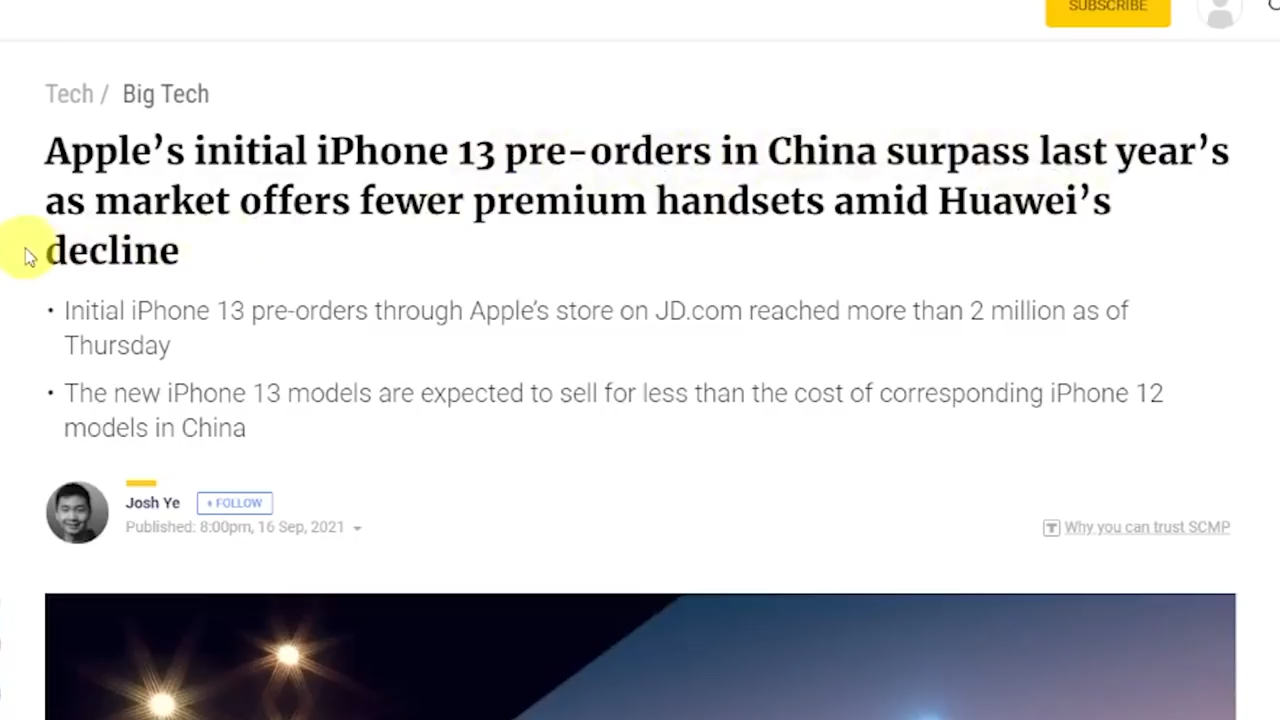 SUBSCRIBE
Tech / Big Tech
Apple’s initial iPhone 13 pre-orders in China surpass last year’s
as market offers fewer premium handsets amid Huawei’s
decline
• Initial iPhone 13 pre-orders through Apple’s store on JD.com reached more than 2 million as of
Thursday
• The new iPhone 13 models are expected to sell for less than the cost of corresponding iPhone 12
models in China
Josh Ye + FOLLOW
Published: 8:00pm, 16 Sep, 2021
Why you can trust SCMP